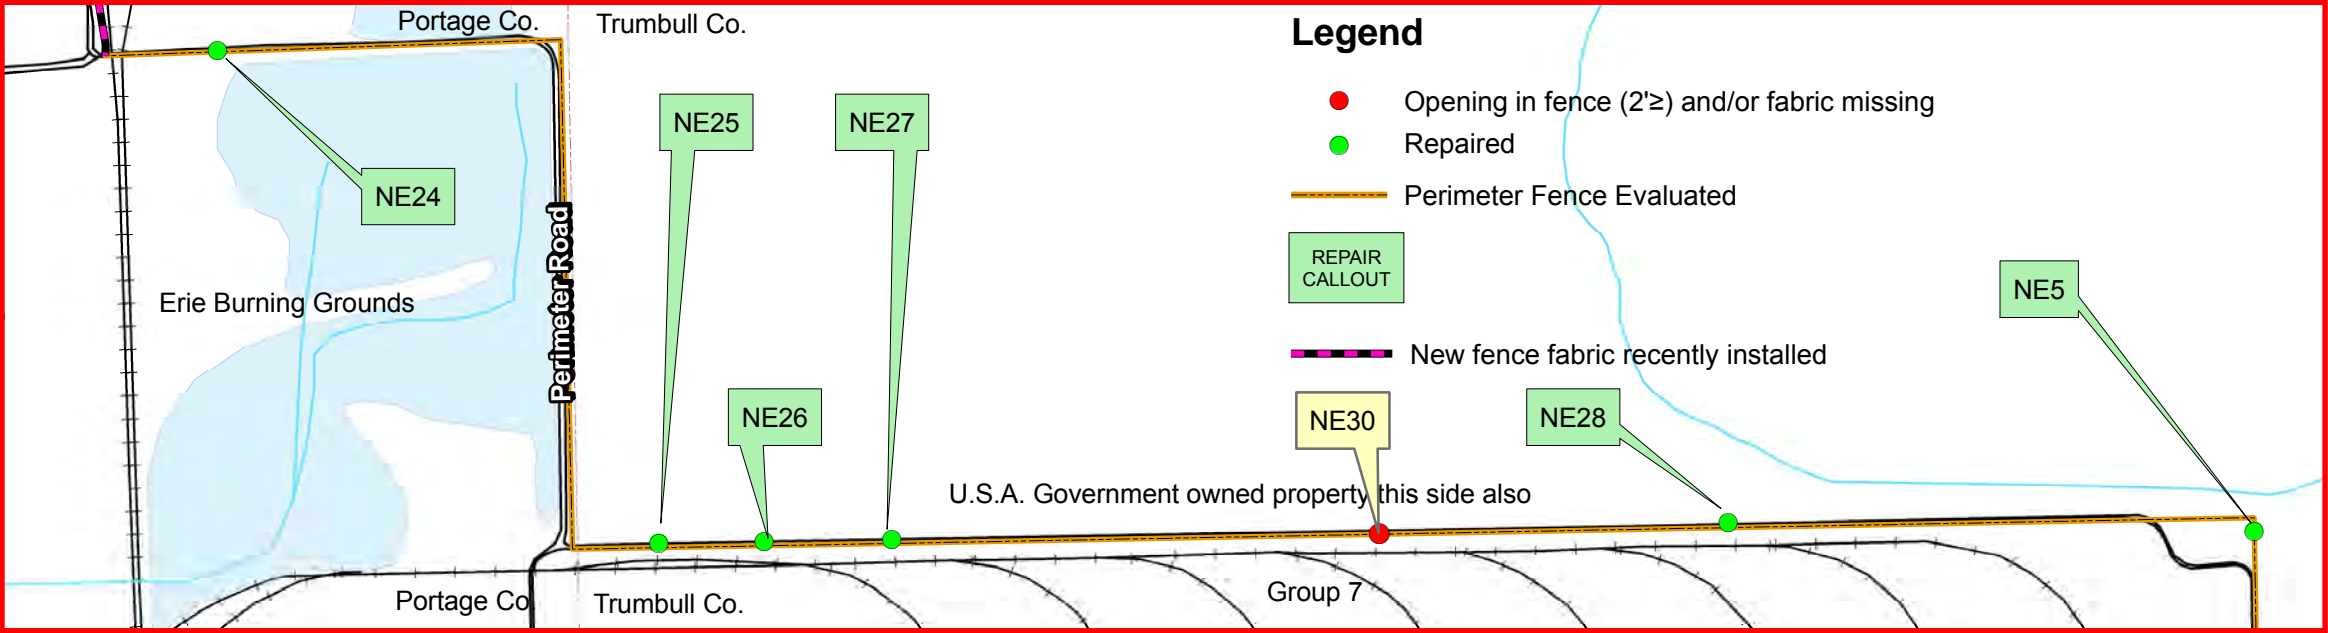 Portage Co.
Trumbull Co.
Legend
Opening in fence (2'≥) and/or fabric missing
Repaired
Perimeter Fence Evaluated
REPAIR
CALLOUT
New fence fabric recently installed
NE24
NE25
NE27
NE5
Perimeter Road
Erie Burning Grounds
NE26
NE30
NE28
U.S.A. Government owned property this side also
Portage Co.
Trumbull Co.
Group 7